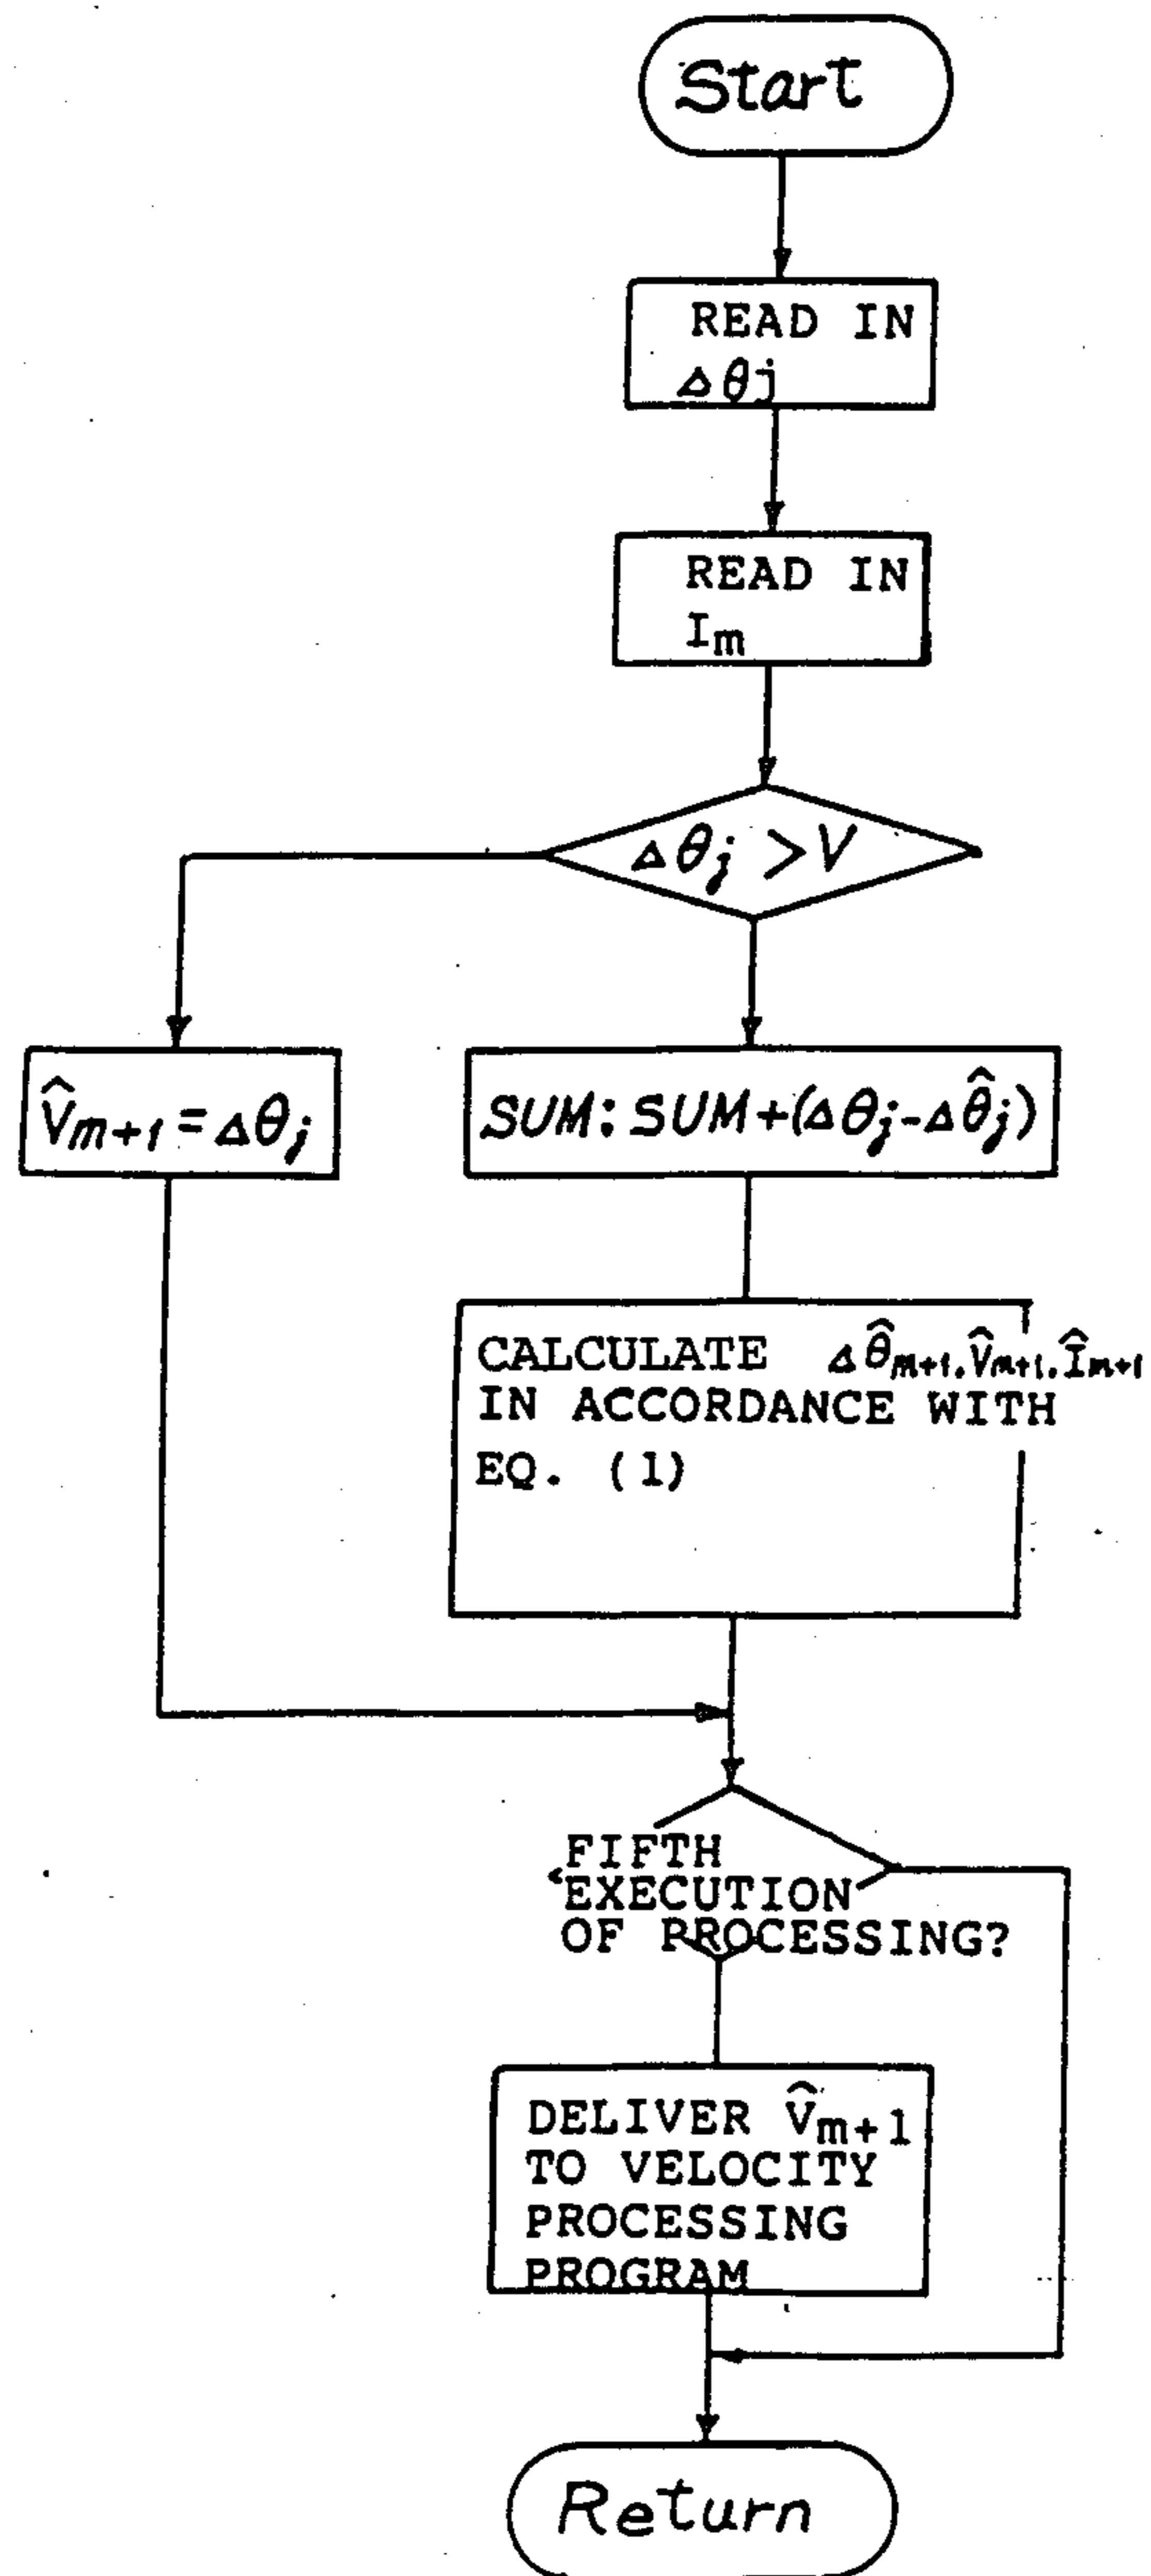 Start
READ IN
Δθj
READ IN
Im
Δθj > V
V̂m+1 = Δθj
SUM: SUM+(Δθj-Δθ̂j)
CALCULATE Δθ̂m+1, V̂m+1, Îm+1
IN ACCORDANCE WITH
EQ. (1)
FIFTH
EXECUTION
OF PROCESSING?
DELIVER V̂m+1
TO VELOCITY
PROCESSING
PROGRAM
Return